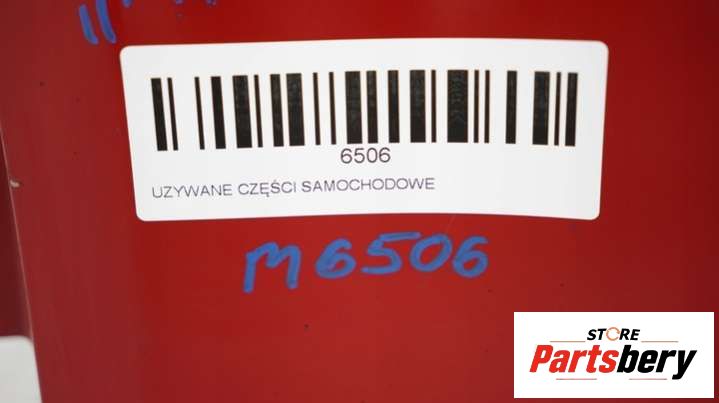 6506
UZYWANE CZĘŚCI SAMOCHODOWE
M6506
STORE
Partsbery